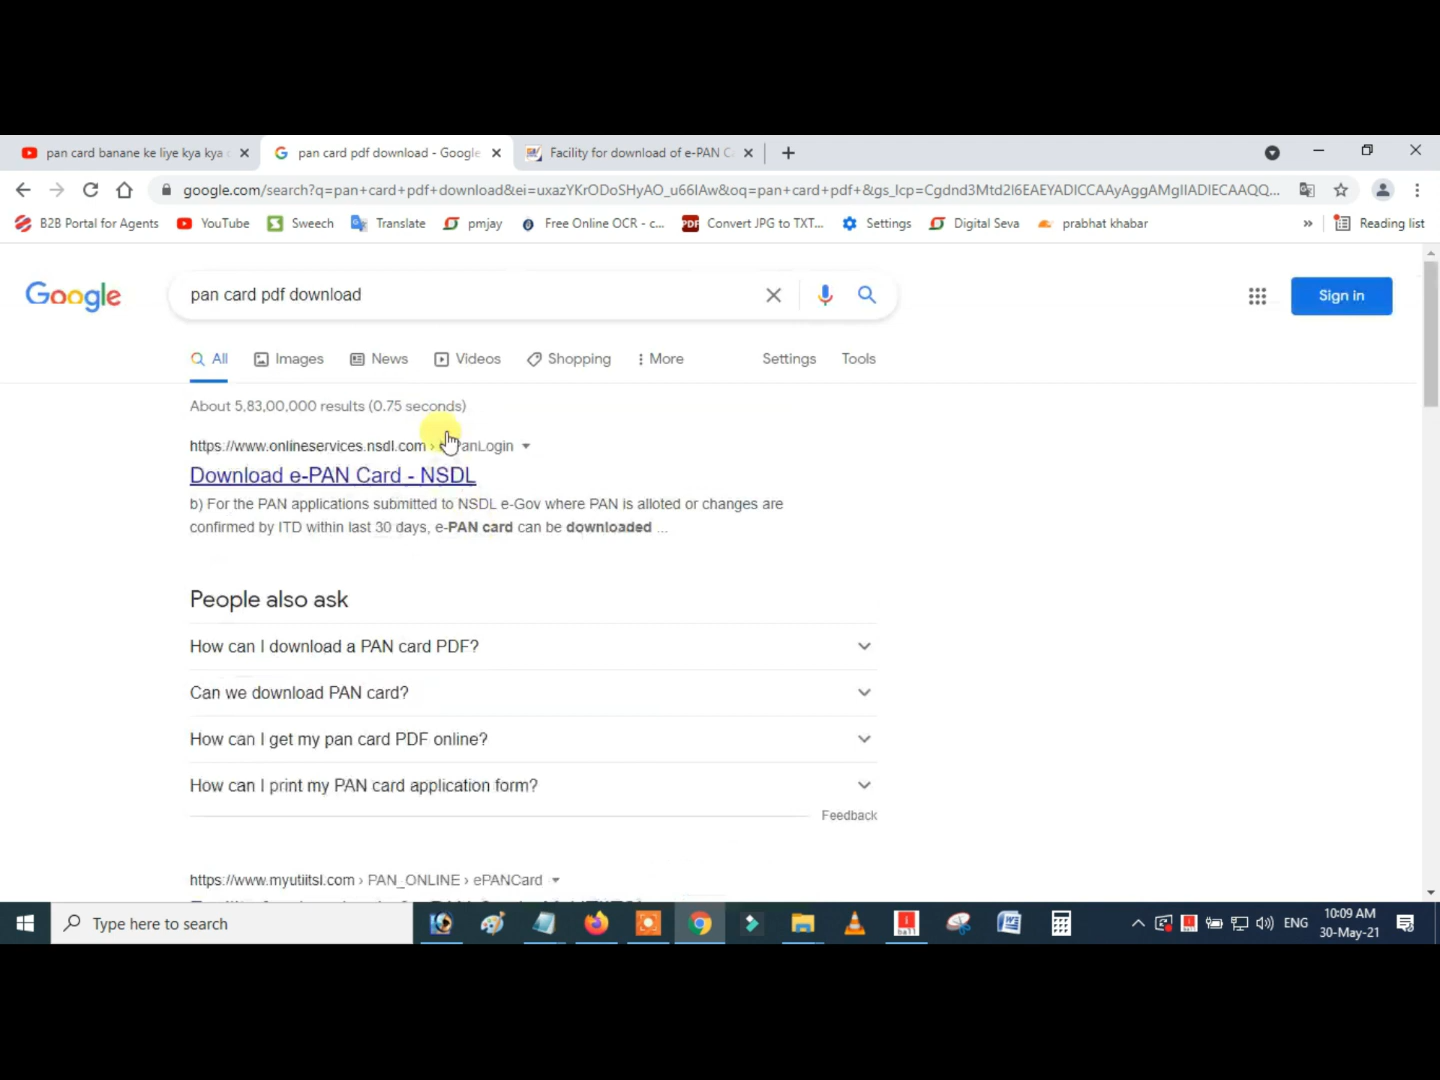 pan card banane ke liye kya kya
pan card pdf download - Google
Facility for download of e-PAN C
google.com/search?q=pan+card+pdf+download&ei=uxazYKrODoSHyAO_u66IAw&oq=pan+card+pdf+&gs_lcp=Cgdnd3Mtd2l6EAEYADICCAAyAggAMgIIADIECAAQQ...
B2B Portal for Agents
YouTube
Sweech
Translate
pmjay
Free Online OCR - c...
PDF
Convert JPG to TXT...
Settings
Digital Seva
prabhat khabar
»
Reading list
Google
pan card pdf download
Sign in
All
Images
News
Videos
Shopping
More
Settings
Tools
About 5,83,00,000 results (0.75 seconds)
https://www.onlineservices.nsdl.com ›
Download e-PAN Card - NSDL
b) For the PAN applications submitted to NSDL e-Gov where PAN is alloted or changes are
confirmed by ITD within last 30 days, e-PAN card can be downloaded ...
People also ask
How can I download a PAN card PDF?
Can we download PAN card?
How can I get my pan card PDF online?
How can I print my PAN card application form?
Feedback
https://www.myutiitsl.com › PAN_ONLINE › ePANCard
Type here to search
ball
ENG
10:09 AM
30-May-21